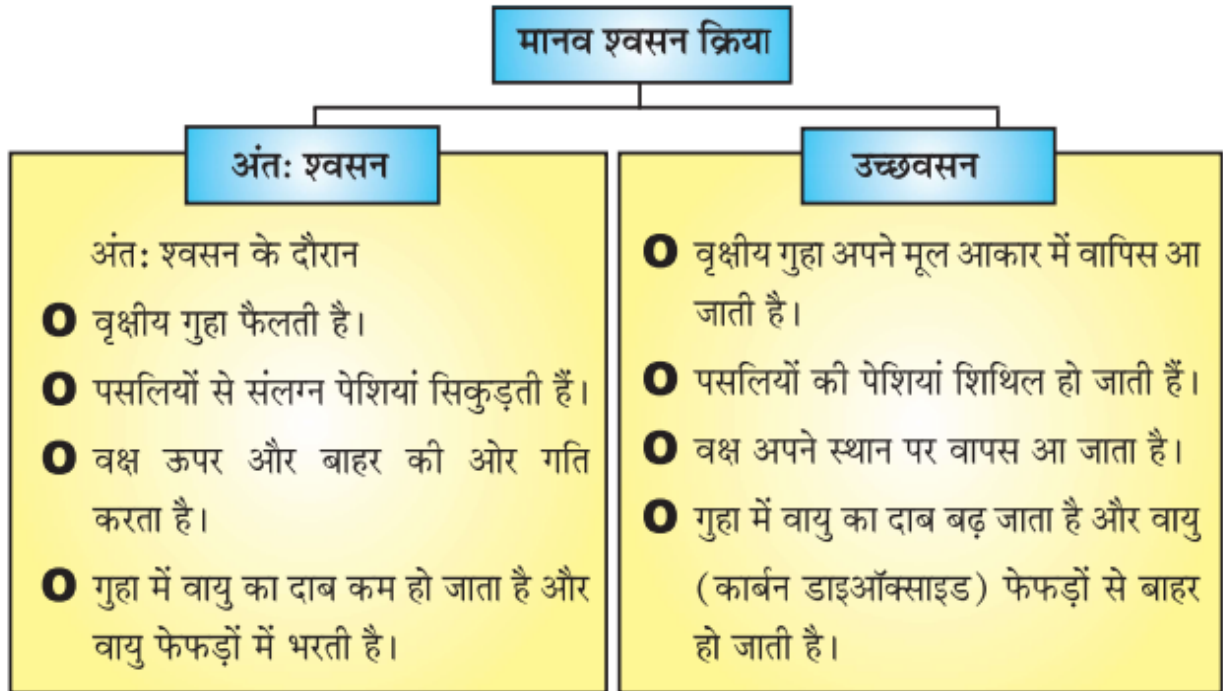 मानव श्वसन क्रिया
अंत: श्वसन
अंत: श्वसन के दौरान
O वृक्षीय गुहा फैलती है।
O पसलियों से संलग्न पेशियां सिकुड़ती हैं।
O वक्ष ऊपर और बाहर की ओर गति
करता है।
O गुहा में वायु का दाब कम हो जाता है और
वायु फेफड़ों में भरती है।
उच्छवसन
O वृक्षीय गुहा अपने मूल आकार में वापिस आ
जाती है।
O पसलियों की पेशियां शिथिल हो जाती हैं।
O वक्ष अपने स्थान पर वापस आ जाता है।
O गुहा में वायु का दाब बढ़ जाता है और वायु
(कार्बन डाइऑक्साइड) फेफड़ों से बाहर
हो जाती है।